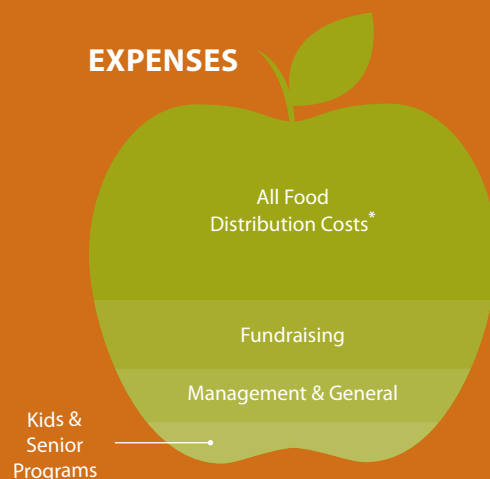 EXPENSES
All Food
Distribution Costs*
Fundraising
Management & General
Kids &
Senior
Programs